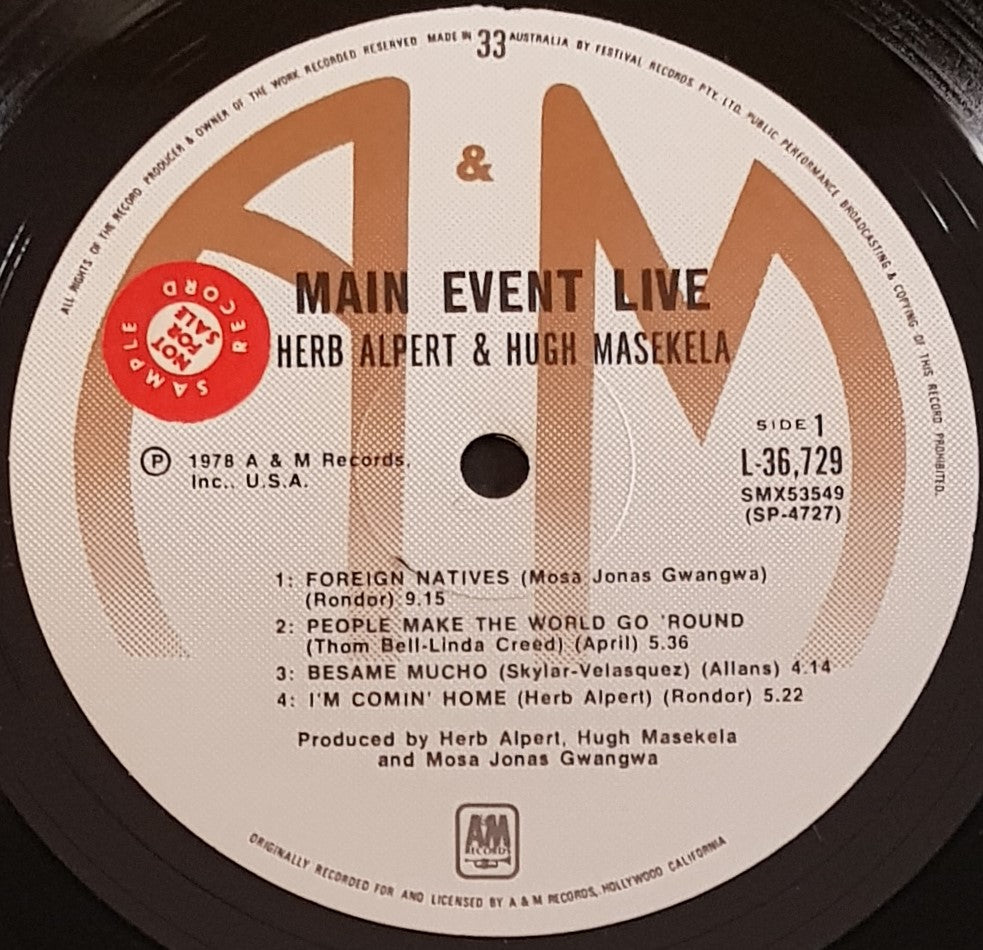 ALL RIGHTS OF THE RECORD PRODUCER & OWNER OF THE WORK RECORDED RESERVED MADE IN 33 AUSTRALIA BY FESTIVAL RECORDS PTY. LTD. PUBLIC PERFORMANCE BROADCASTING & COPYING OF THIS RECORD PROHIBITED.
A & M
MAIN EVENT LIVE
HERB ALPERT & HUGH MASEKELA
SAMPLE RECORD
NOT
FOR
SALE
SIDE 1
L-36,729
SMX53549
(SP-4727)
Ⓟ 1978 A & M Records,
Inc., U.S.A.
1: FOREIGN NATIVES (Mosa Jonas Gwangwa)
(Rondor) 9.15
2: PEOPLE MAKE THE WORLD GO 'ROUND
(Thom Bell-Linda Creed) (April) 5.36
3: BESAME MUCHO (Skylar-Velasquez) (Allans) 4.14
4: I'M COMIN' HOME (Herb Alpert) (Rondor) 5.22
Produced by Herb Alpert, Hugh Masekela
and Mosa Jonas Gwangwa
A&M
RECORDS
ORIGINALLY RECORDED FOR AND LICENSED BY A & M RECORDS, HOLLYWOOD CALIFORNIA